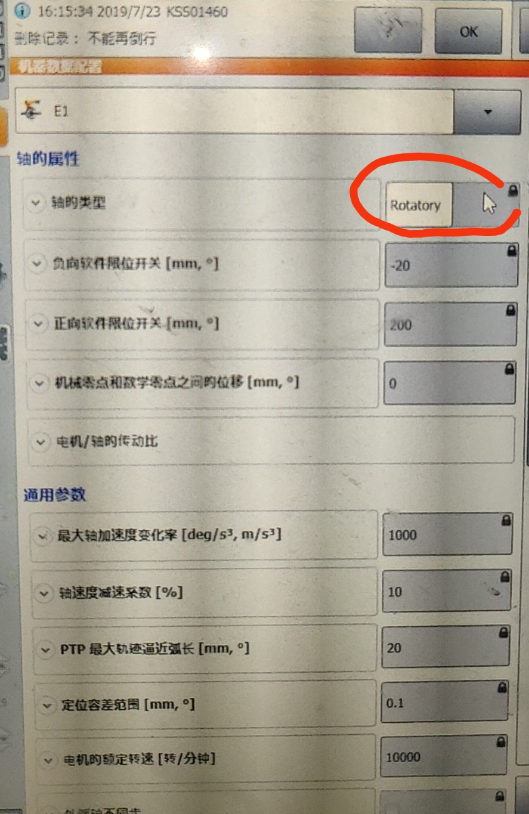 16:15:34 2019/7/23 KSS01460
删除记录： 不能再倒行
OK
机器数据配置
E1
轴的属性
轴的类型
Rotatory
负向软件限位开关 [mm, °]
-20
正向软件限位开关 [mm, °]
200
机械零点和数学零点之间的位移 [mm, °]
0
电机/轴的传动比
通用参数
最大轴加速度变化率 [deg/s³, m/s³]
1000
轴速度减速系数 [%]
10
PTP 最大轨迹逼近弧长 [mm, °]
20
定位容差范围 [mm, °]
0.1
电机的额定转速 [转/分钟]
10000